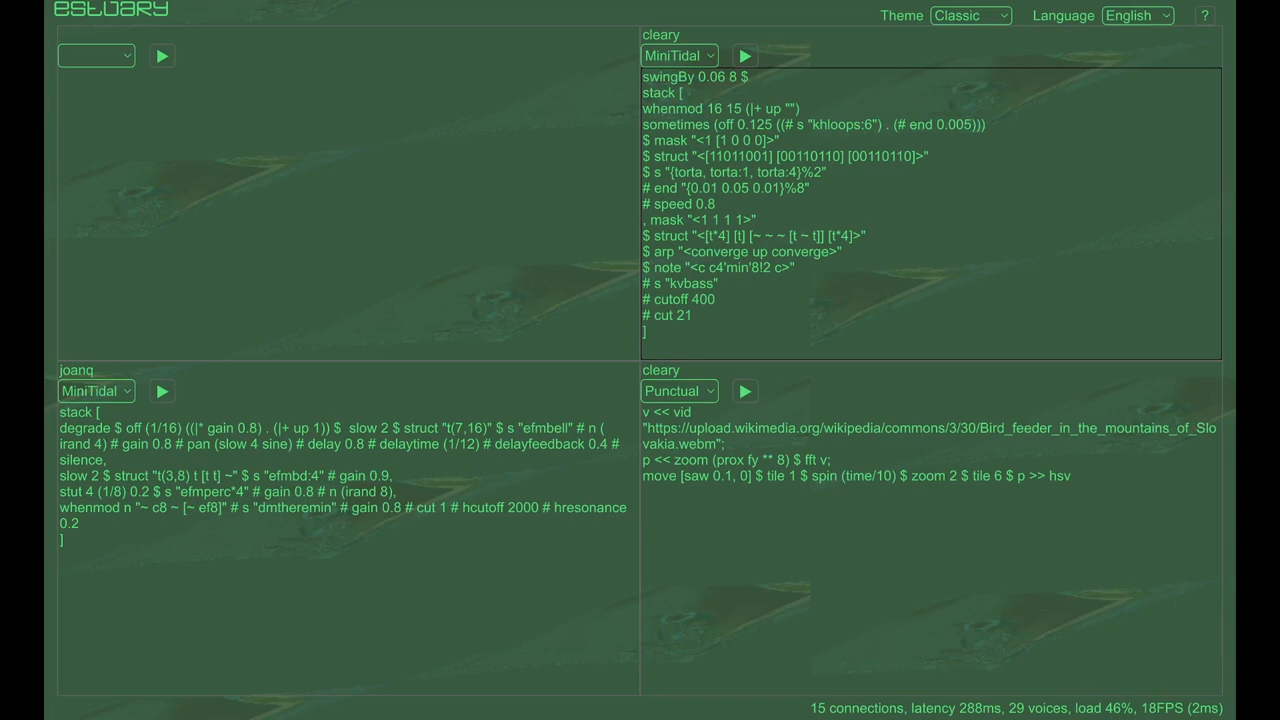 estuary
Theme Classic Language English ?
cleary
MiniTidal
swingBy 0.06 8 $
stack [
whenmod 16 15 (|+ up "")
sometimes (off 0.125 ((# s "khloops:6") . (# end 0.005)))
$ mask "<1 [1 0 0 0]>"
$ struct "<[11011001] [00110110] [00110110]>"
$ s "{torta, torta:1, torta:4}%2"
# end "{0.01 0.05 0.01}%8"
# speed 0.8
, mask "<1 1 1 1>"
$ struct "<[t*4] [t] [~ ~ ~ [t ~ t]] [t*4]>"
$ arp "<converge up converge>"
$ note "<c c4'min'8!2 c>"
# s "kvbass"
# cutoff 400
# cut 21
]
joanq
MiniTidal
stack [
degrade $ off (1/16) ((|* gain 0.8) . (|+ up 1)) $  slow 2 $ struct "t(7,16)" $ s "efmbell" # n (
irand 4) # gain 0.8 # pan (slow 4 sine) # delay 0.8 # delaytime (1/12) # delayfeedback 0.4 #
silence,
slow 2 $ struct "t(3,8) t [t t] ~" $ s "efmbd:4" # gain 0.9,
stut 4 (1/8) 0.2 $ s "efmperc*4" # gain 0.8 # n (irand 8),
whenmod n "~ c8 ~ [~ ef8]" # s "dmtheremin" # gain 0.8 # cut 1 # hcutoff 2000 # hresonance
0.2
]
cleary
Punctual
v << vid
"https://upload.wikimedia.org/wikipedia/commons/3/30/Bird_feeder_in_the_mountains_of_Slo
vakia.webm";
p << zoom (prox fy ** 8) $ fft v;
move [saw 0.1, 0] $ tile 1 $ spin (time/10) $ zoom 2 $ tile 6 $ p >> hsv
15 connections, latency 288ms, 29 voices, load 46%, 18FPS (2ms)